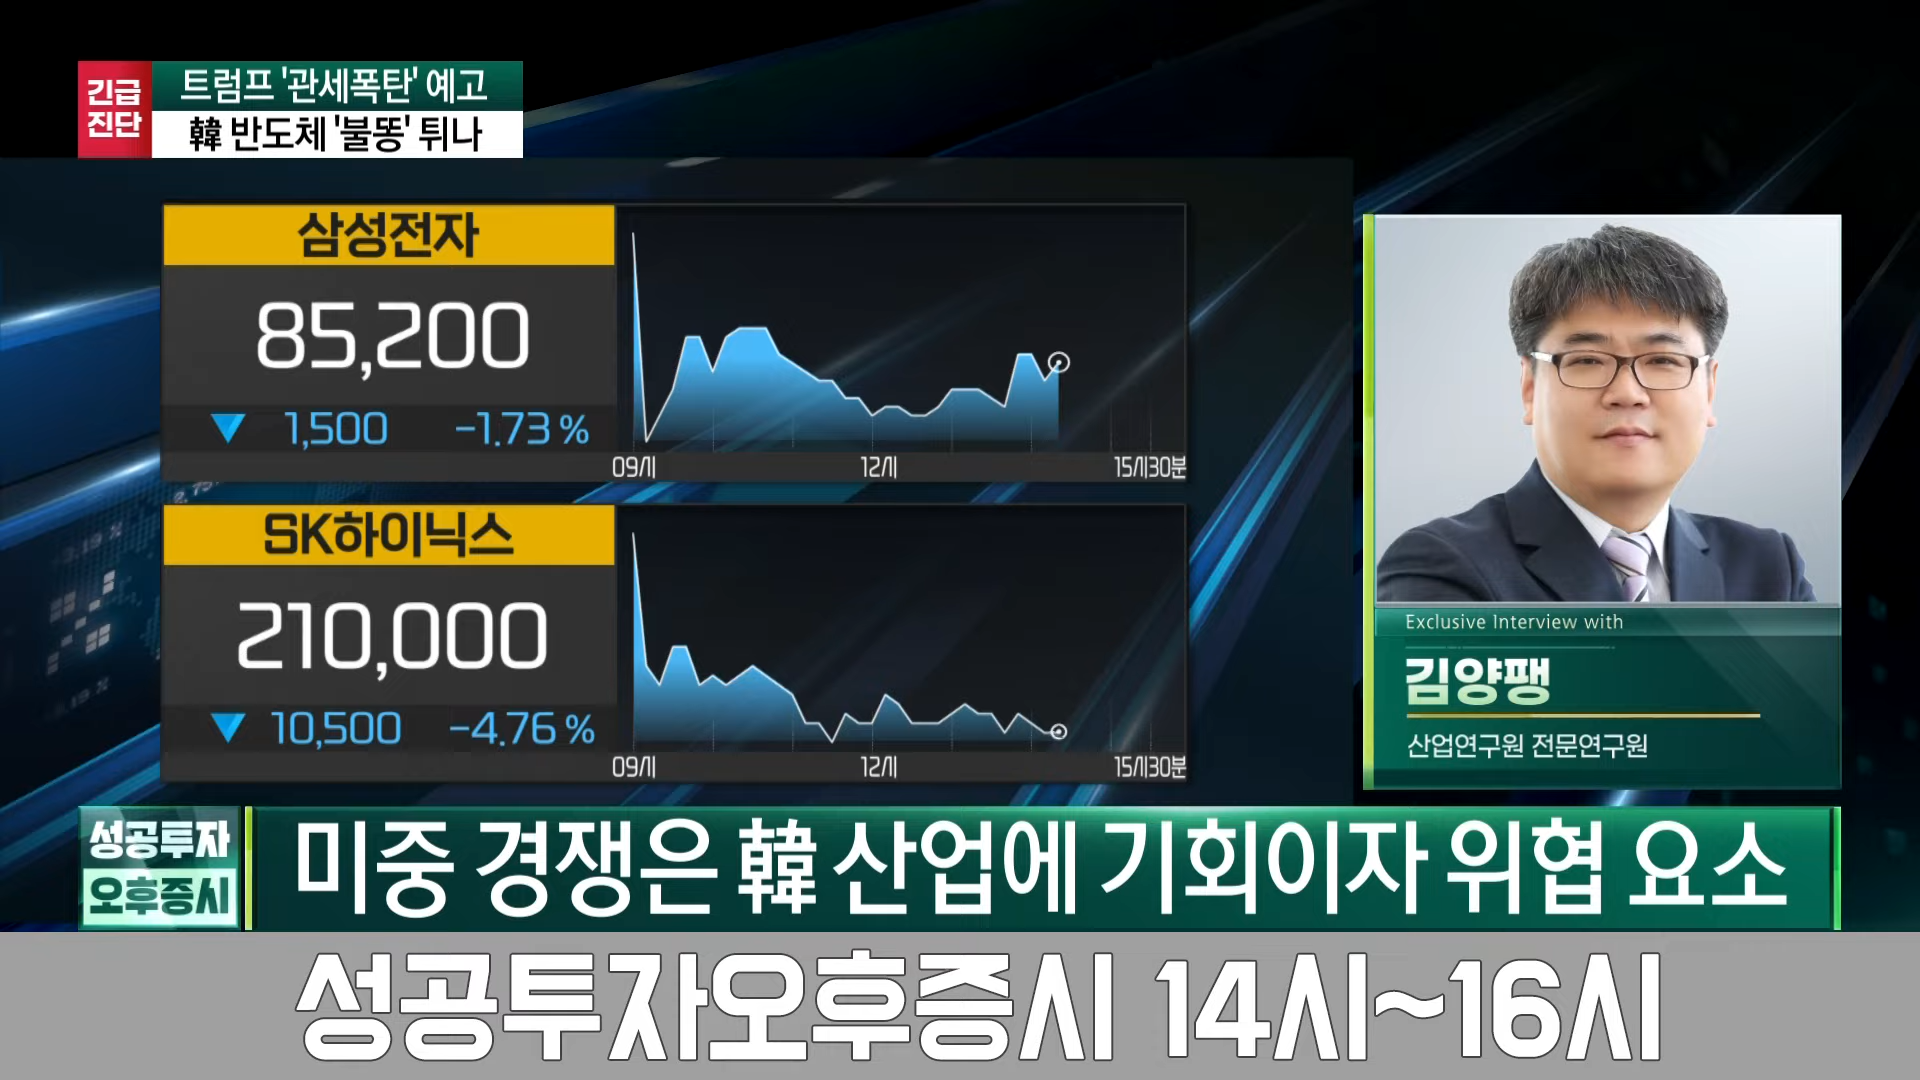 긴급
진단
트럼프 '관세폭탄' 예고
韓 반도체 '불똥' 튀나
삼성전자
85,200
▼ 1,500 -1.73 %
09시 12시 15시30분
SK하이닉스
210,000
▼ 10,500 -4.76 %
09시 12시 15시30분
Exclusive Interview with
김양팽
산업연구원 전문연구원
성공투자
오후증시
미중 경쟁은 韓 산업에 기회이자 위협 요소
성공투자오후증시 14시~16시